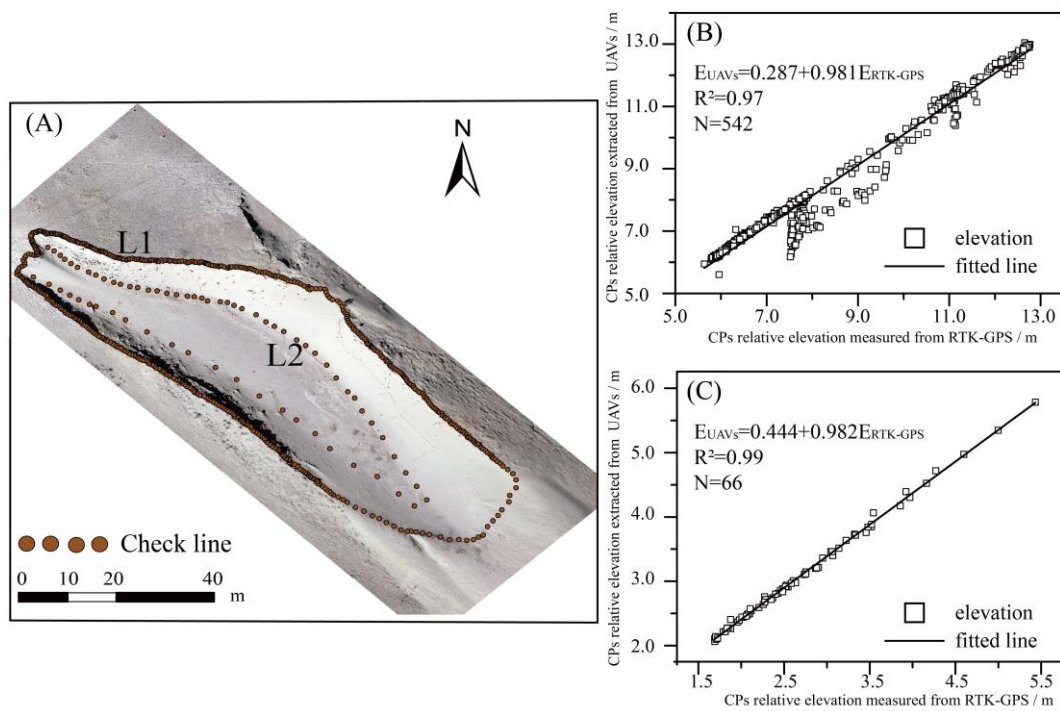 (A)
N
L1
L2
Check line
0 10 20 40
m
(B)
E_UAVs=0.287+0.981E_RTK-GPS
R²=0.97
N=542
elevation
fitted line
13.0
11.0
9.0
7.0
5.0
5.0 7.0 9.0 11.0 13.0
CPs relative elevation extracted from UAVs / m
CPs relative elevation measured from RTK-GPS / m
(C)
E_UAVs=0.444+0.982E_RTK-GPS
R²=0.99
N=66
elevation
fitted line
6.0
5.0
4.0
3.0
2.0
1.5 2.5 3.5 4.5 5.5
CPs relative elevation extracted from UAVs / m
CPs relative elevation measured from RTK-GPS / m